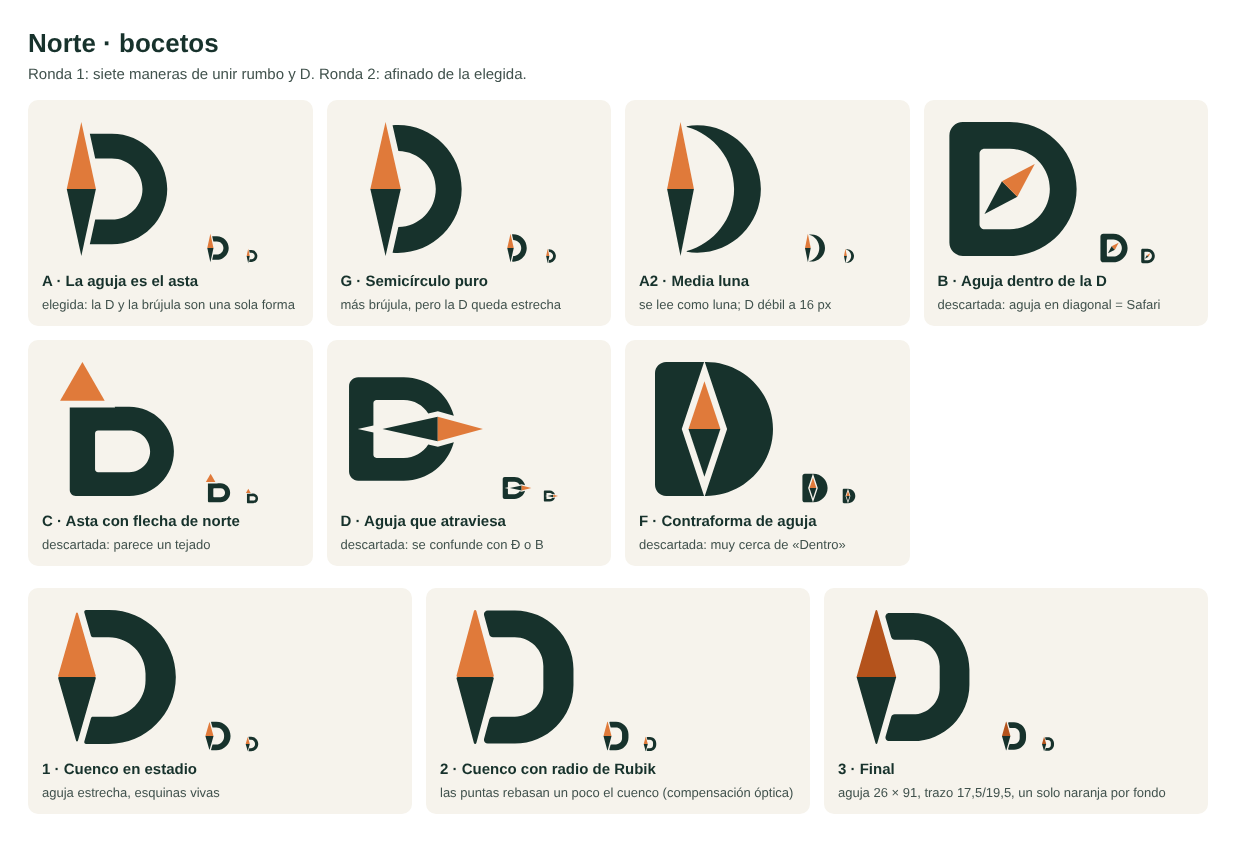 Norte · bocetos
Ronda 1: siete maneras de unir rumbo y D. Ronda 2: afinado de la elegida.
A · La aguja es el asta
elegida: la D y la brújula son una sola forma
G · Semicírculo puro
más brújula, pero la D queda estrecha
A2 · Media luna
se lee como luna; D débil a 16 px
B · Aguja dentro de la D
descartada: aguja en diagonal = Safari
C · Asta con flecha de norte
descartada: parece un tejado
D · Aguja que atraviesa
descartada: se confunde con Đ o B
F · Contraforma de aguja
descartada: muy cerca de «Dentro»
1 · Cuenco en estadio
aguja estrecha, esquinas vivas
2 · Cuenco con radio de Rubik
las puntas rebasan un poco el cuenco (compensación óptica)
3 · Final
aguja 26 × 91, trazo 17,5/19,5, un solo naranja por fondo